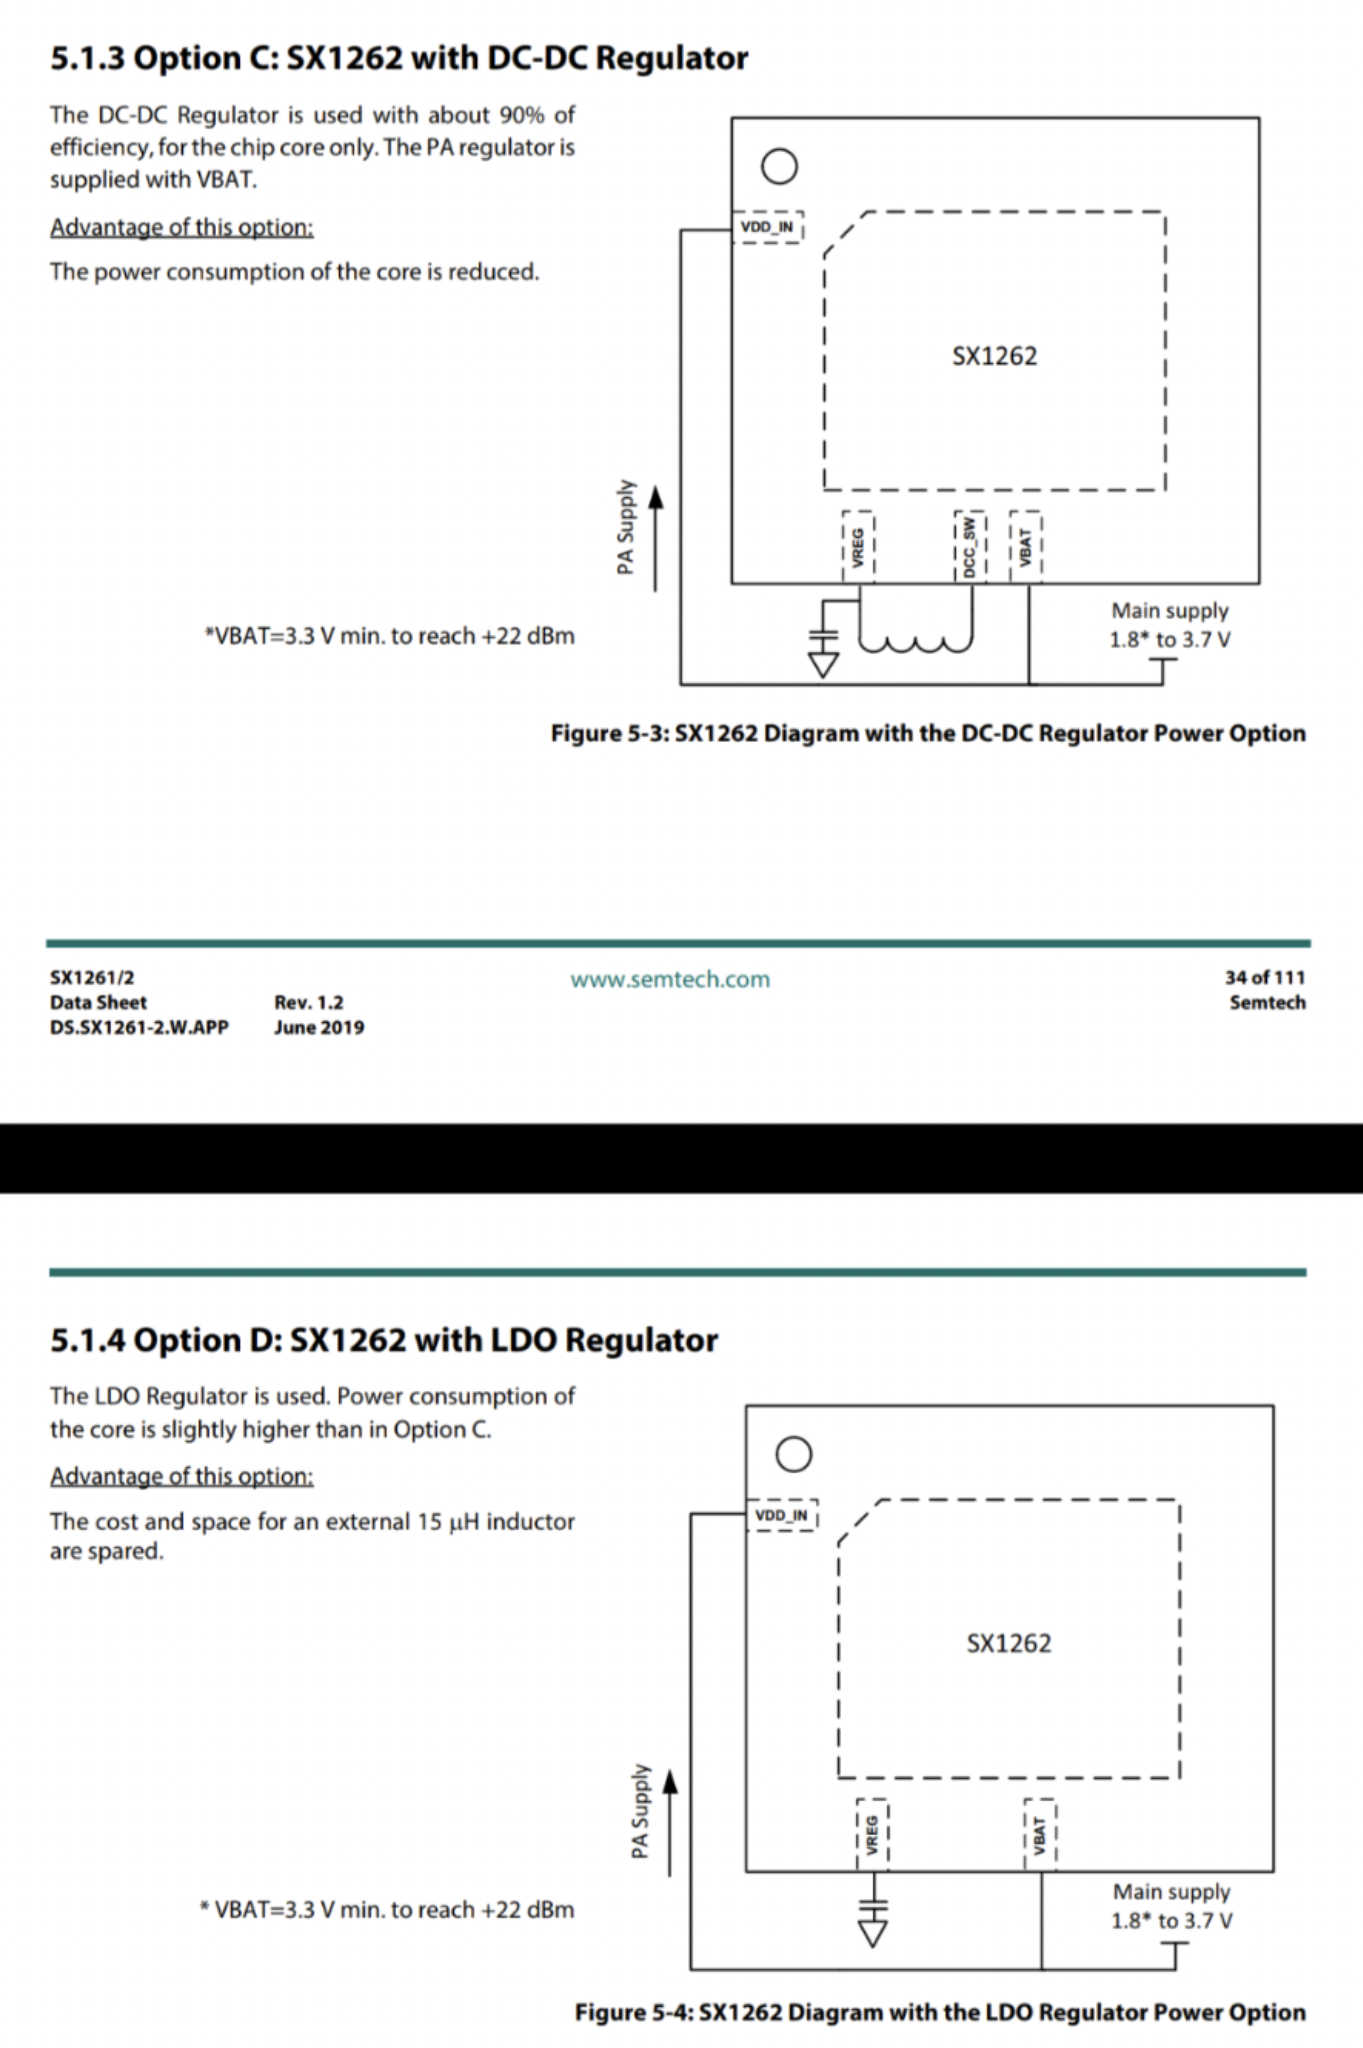 5.1.3 Option C: SX1262 with DC-DC Regulator
The DC-DC Regulator is used with about 90% of
efficiency, for the chip core only. The PA regulator is
supplied with VBAT.
Advantage of this option:
The power consumption of the core is reduced.
VDD_IN
SX1262
PA Supply
VREG
DCC_SW
VBAT
*VBAT=3.3 V min. to reach +22 dBm
Main supply
1.8* to 3.7 V
Figure 5-3: SX1262 Diagram with the DC-DC Regulator Power Option
SX1261/2
Data Sheet
DS.SX1261-2.W.APP
Rev. 1.2
June 2019
www.semtech.com
34 of 111
Semtech
5.1.4 Option D: SX1262 with LDO Regulator
The LDO Regulator is used. Power consumption of
the core is slightly higher than in Option C.
Advantage of this option:
The cost and space for an external 15 μH inductor
are spared.
VDD_IN
SX1262
PA Supply
VREG
VBAT
* VBAT=3.3 V min. to reach +22 dBm
Main supply
1.8* to 3.7 V
Figure 5-4: SX1262 Diagram with the LDO Regulator Power Option